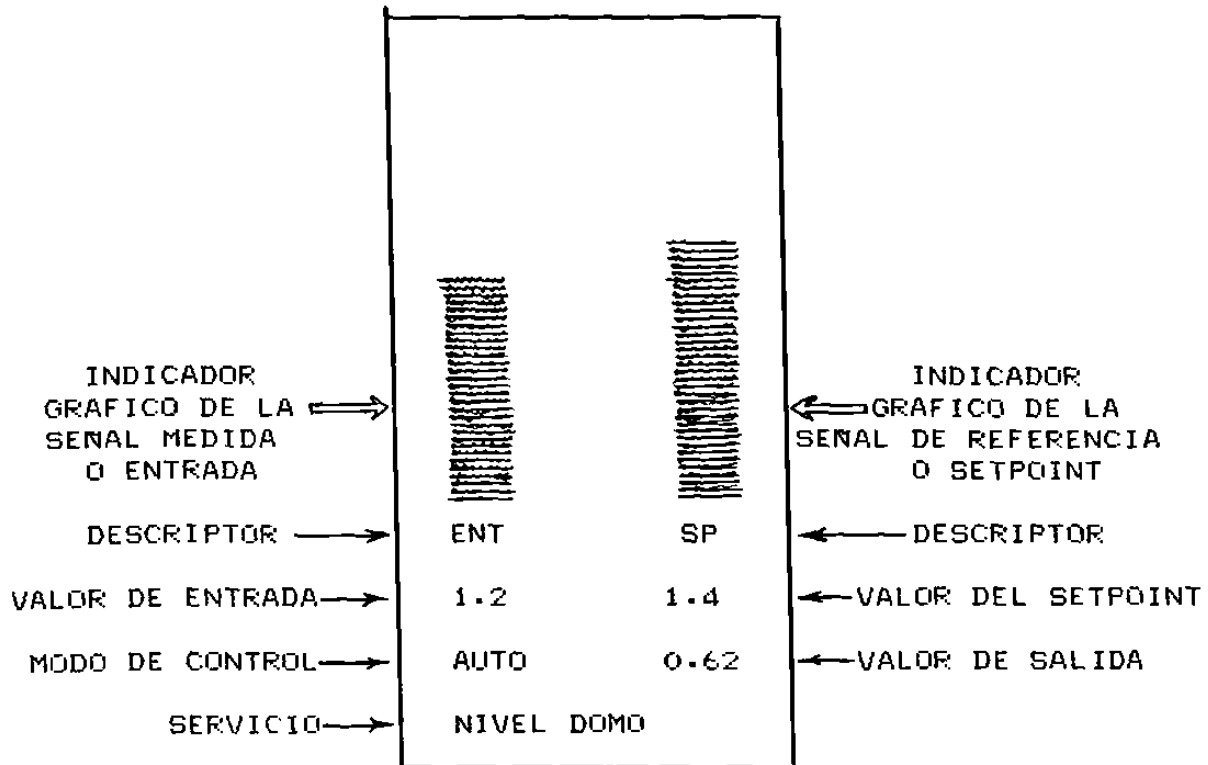 INDICADOR
GRAFICO DE LA
SEÑAL MEDIDA
O ENTRADA
INDICADOR
GRAFICO DE LA
SEÑAL DE REFERENCIA
O SETPOINT
DESCRIPTOR ENT SP DESCRIPTOR
VALOR DE ENTRADA 1.2 1.4 VALOR DEL SETPOINT
MODO DE CONTROL AUTO 0.62 VALOR DE SALIDA
SERVICIO NIVEL DOMO